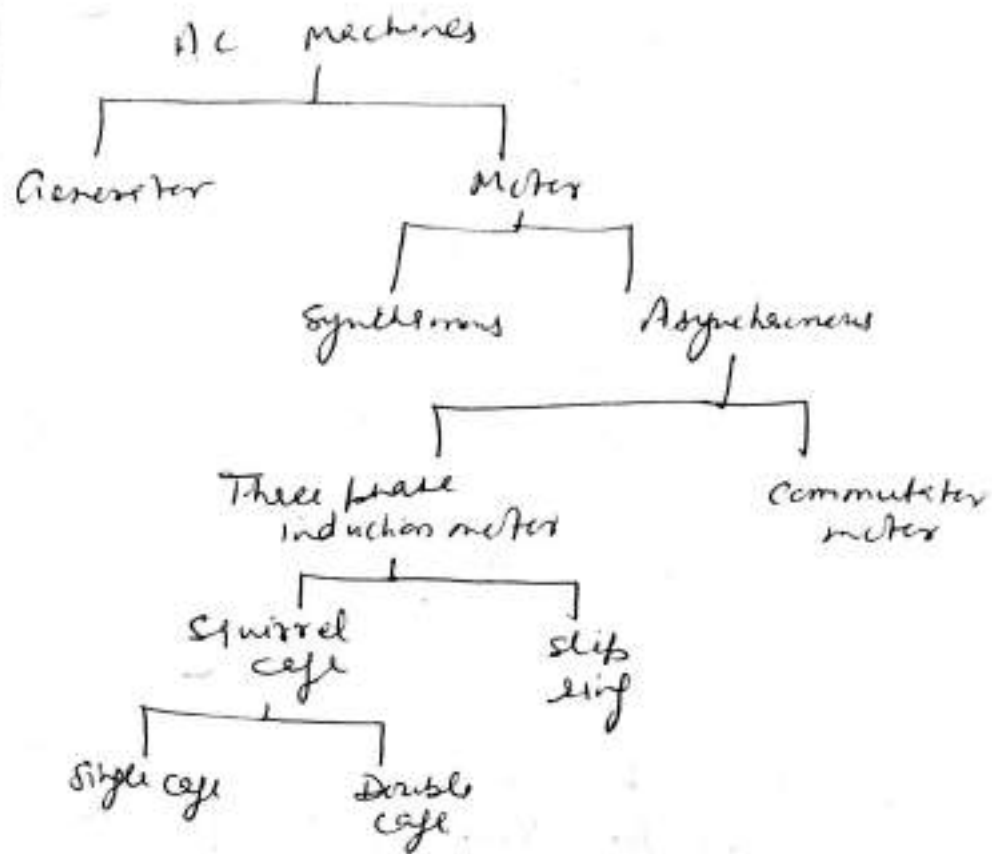 AC Machines
Generator
Motor
Synchronous
Asynchronous
Three phase
induction motor
Commutator
motor
Squirrel
cage
Slip
ring
Single cage
Double
cage